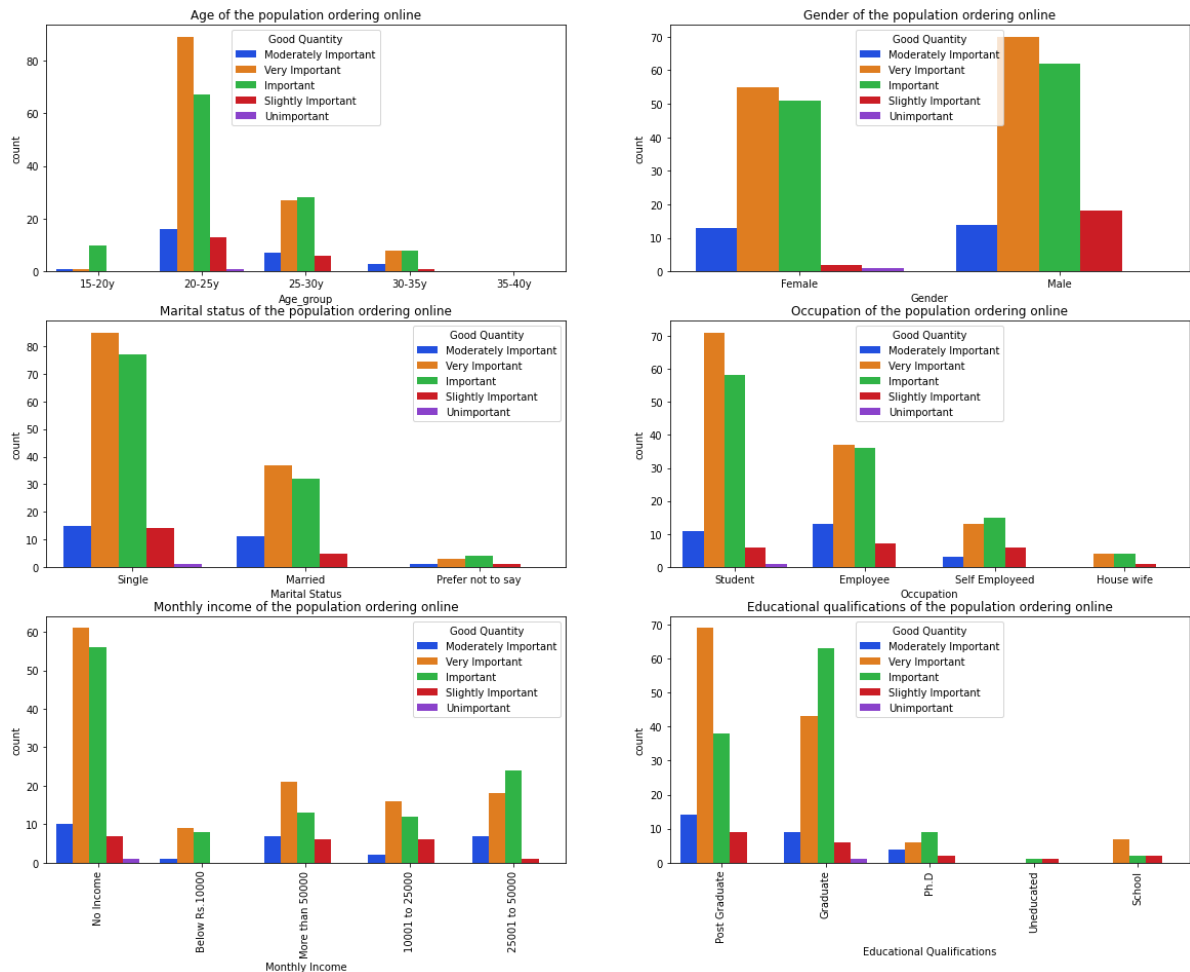 Age of the population ordering online
Good Quantity
Moderately Important
Very Important
Important
Slightly Important
Unimportant
count
80
60
40
20
0
15-20y
20-25y
25-30y
30-35y
35-40y
Age_group
Gender of the population ordering online
Good Quantity
Moderately Important
Very Important
Important
Slightly Important
Unimportant
count
70
60
50
40
30
20
10
0
Female
Male
Gender
Marital status of the population ordering online
Good Quantity
Moderately Important
Very Important
Important
Slightly Important
Unimportant
count
80
70
60
50
40
30
20
10
0
Single
Married
Prefer not to say
Marital Status
Occupation of the population ordering online
Good Quantity
Moderately Important
Very Important
Important
Slightly Important
Unimportant
count
70
60
50
40
30
20
10
0
Student
Employee
Self Employeed
House wife
Occupation
Monthly income of the population ordering online
Good Quantity
Moderately Important
Very Important
Important
Slightly Important
Unimportant
count
60
50
40
30
20
10
0
No Income
Below Rs.10000
More than 50000
10001 to 25000
25001 to 50000
Monthly Income
Educational qualifications of the population ordering online
Good Quantity
Moderately Important
Very Important
Important
Slightly Important
Unimportant
count
70
60
50
40
30
20
10
0
Post Graduate
Graduate
Ph.D
Uneducated
School
Educational Qualifications